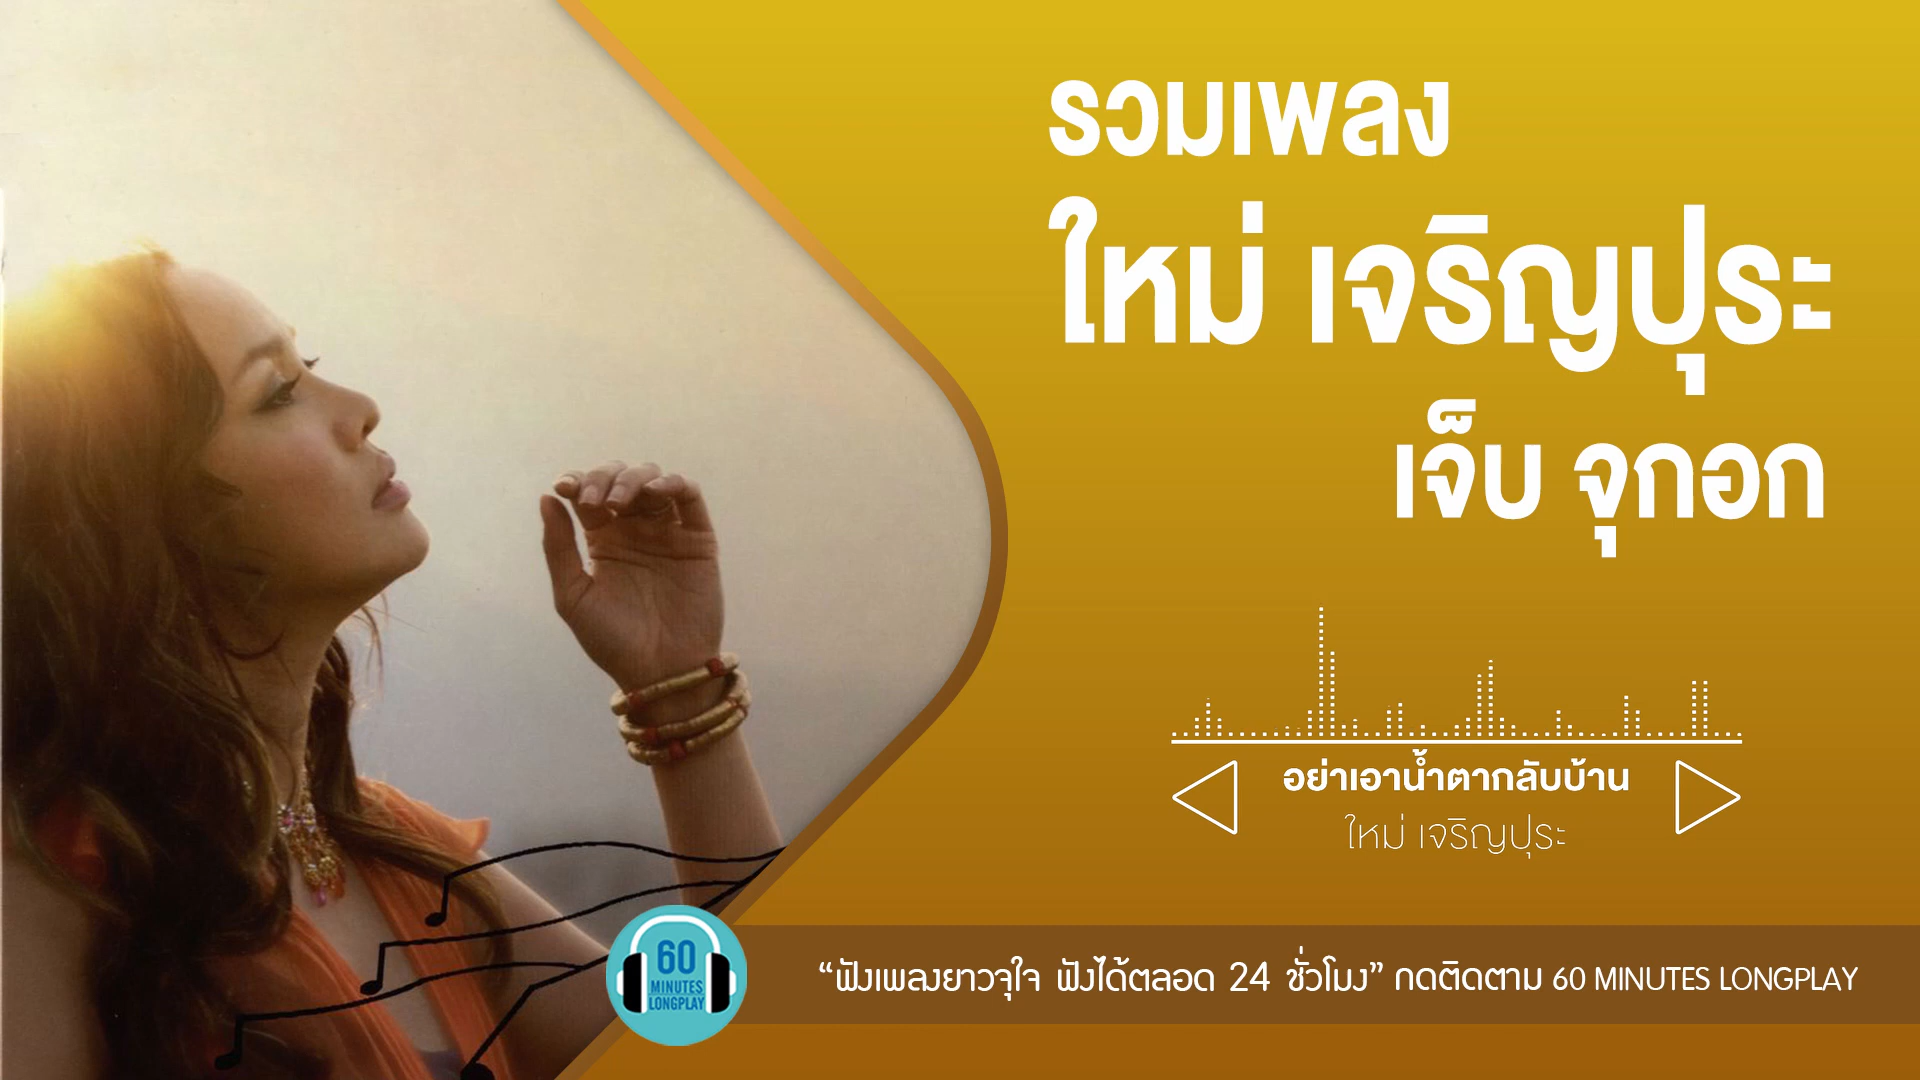 รวมเพลง
ใหม่ เจริญปุระ
เจ็บ จุกอก
อย่าเอาน้ำตากลับบ้าน
ใหม่ เจริญปุระ
60
MINUTES
LONGPLAY
“ฟังเพลงยาวจุใจ ฟังได้ตลอด 24 ชั่วโมง” กดติดตาม 60 MINUTES LONGPLAY